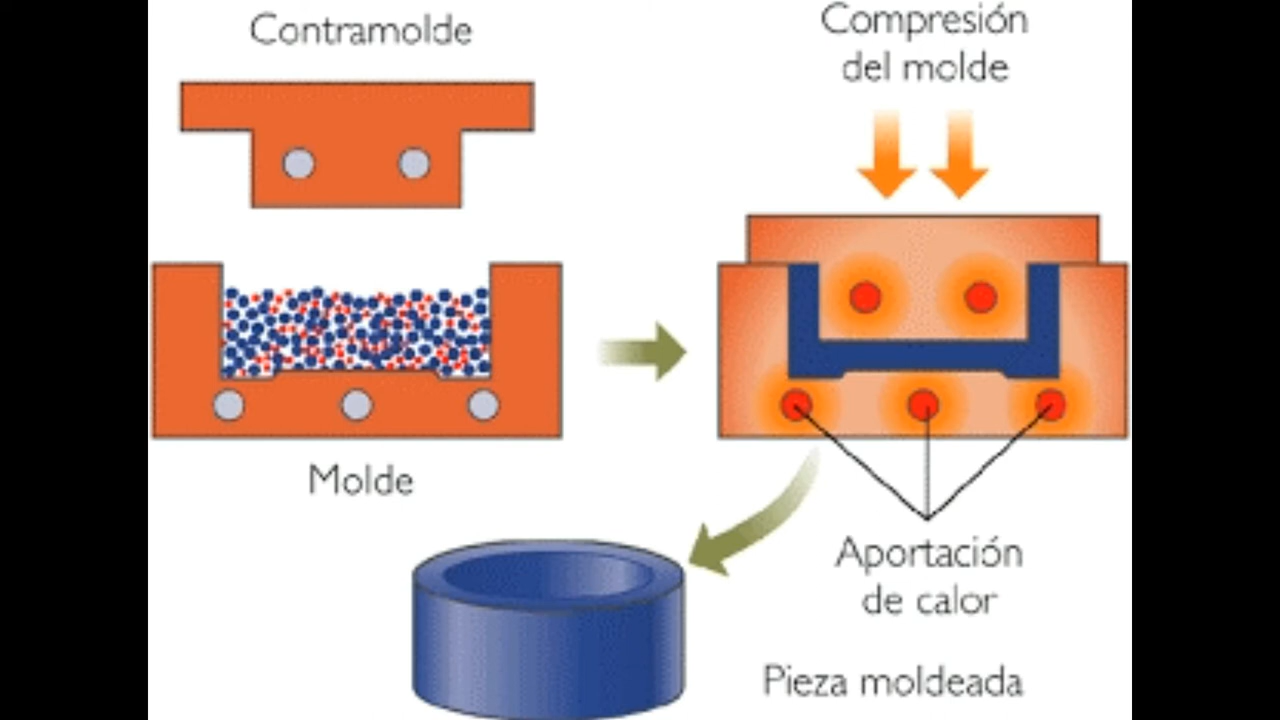 Contramolde
Compresión
del molde
Molde
Aportación
de calor
Pieza moldeada